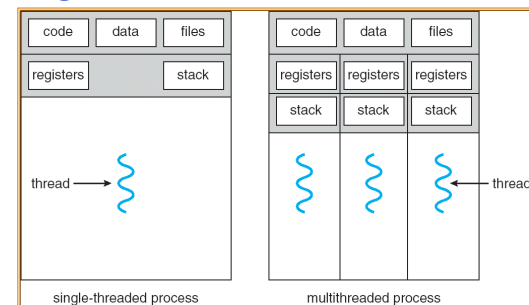 code data files
registers stack
thread
single-threaded process
code data files
registers registers registers
stack stack stack
thread
multithreaded process